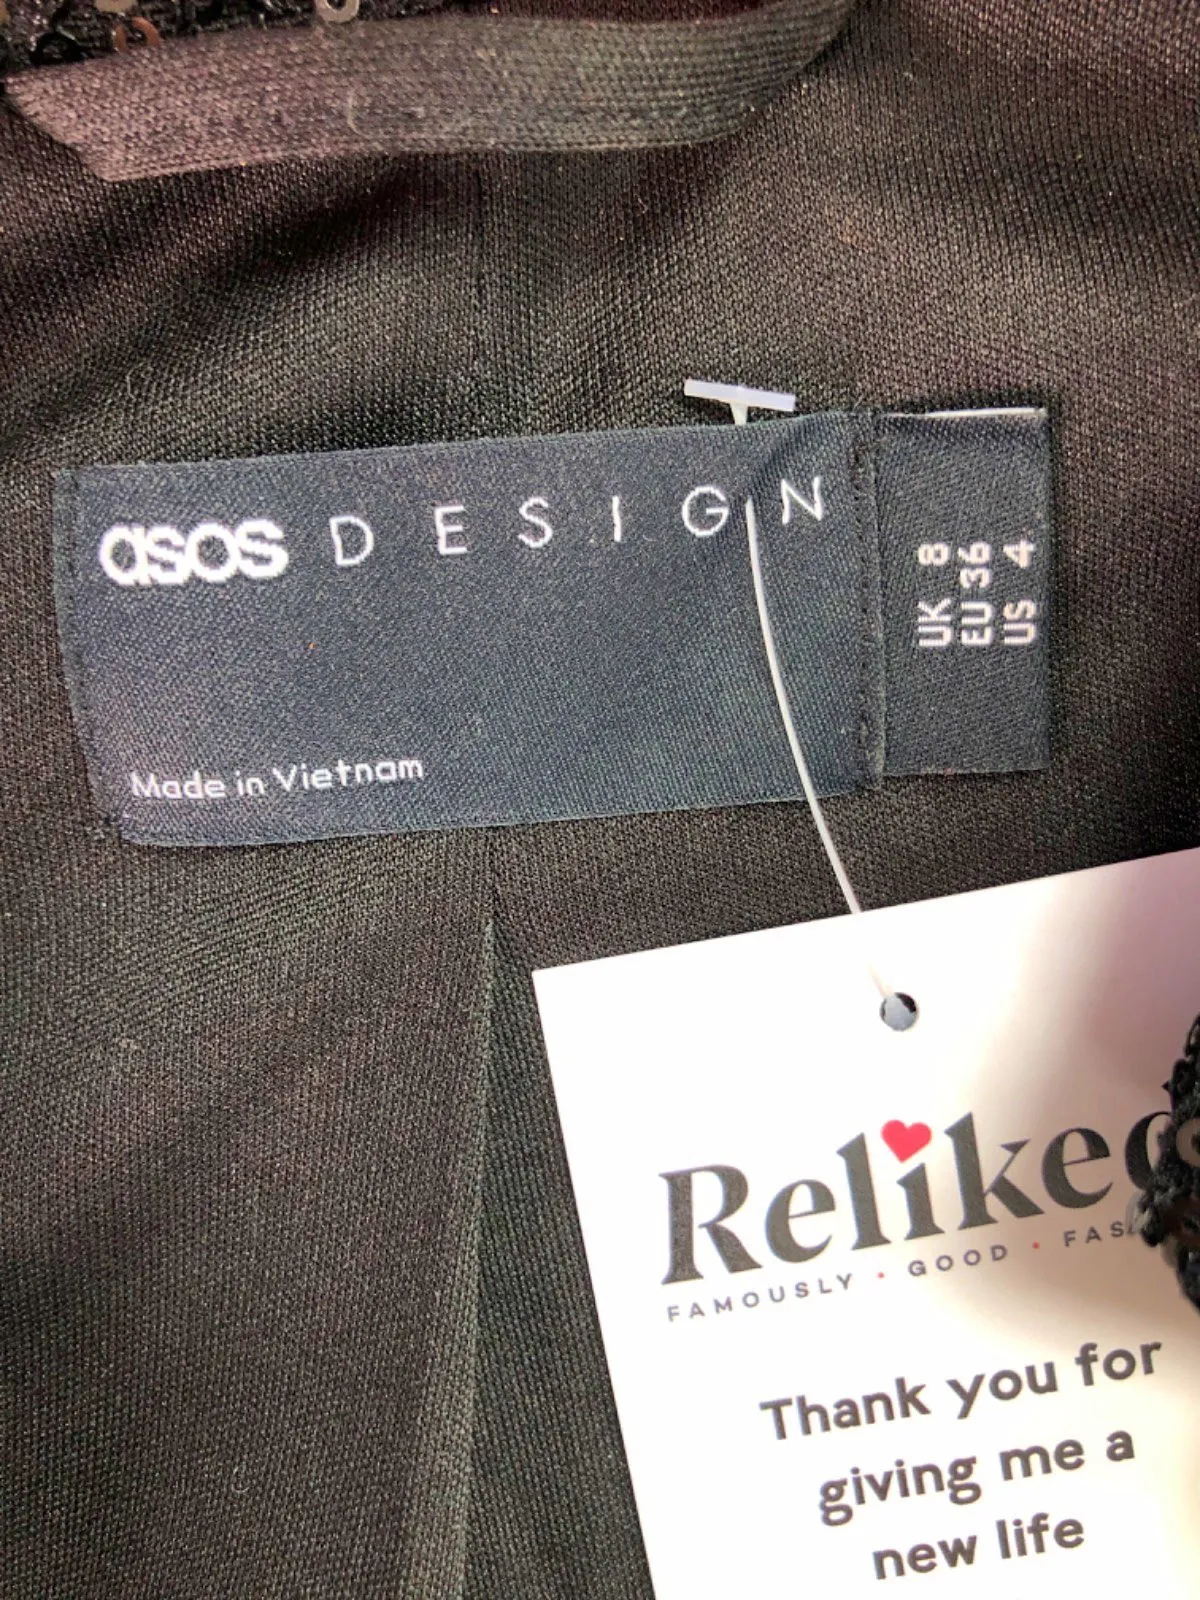 asos DESIGN
Made in Vietnam
UK 8
EU 36
US 4
Reliked
FAMOUSLY · GOOD ·
Thank you for
giving me a
new life